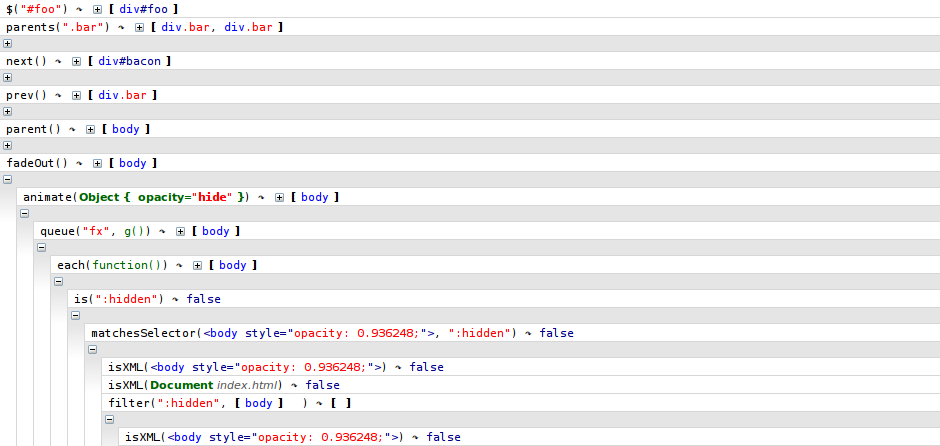 $("#foo") ↷ [ div#foo ]
parents(".bar") ↷ [ div.bar, div.bar ]
next() ↷ [ div#bacon ]
prev() ↷ [ div.bar ]
parent() ↷ [ body ]
fadeOut() ↷ [ body ]
animate(Object { opacity="hide" }) ↷ [ body ]
queue("fx", g()) ↷ [ body ]
each(function()) ↷ [ body ]
is(":hidden") ↷ false
matchesSelector(<body style="opacity: 0.936248;">, ":hidden") ↷ false
isXML(<body style="opacity: 0.936248;">) ↷ false
isXML(Document index.html) ↷ false
filter(":hidden", [ body ] ) ↷ [ ]
isXML(<body style="opacity: 0.936248;">) ↷ false